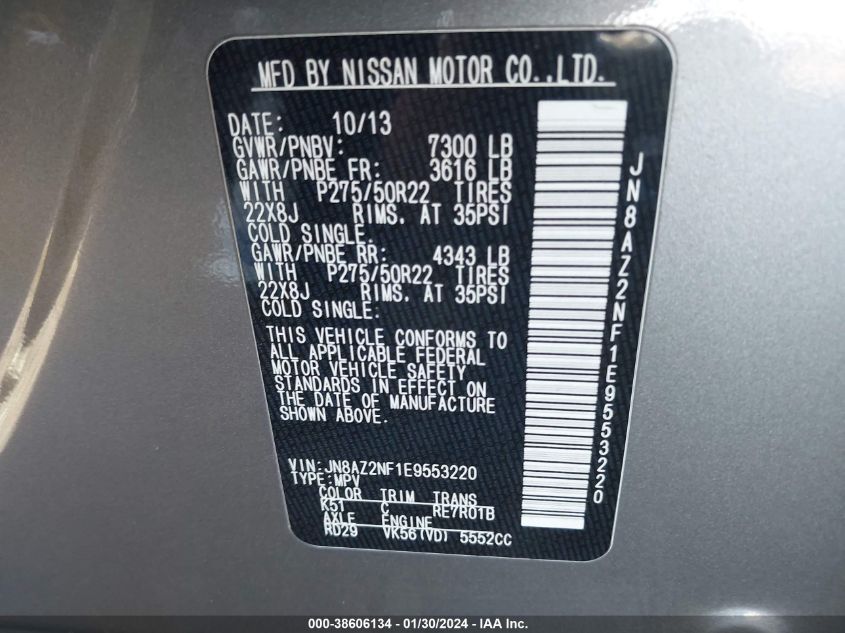 MFD BY NISSAN MOTOR CO.,LTD.
DATE: 10/13
GVWR/PNBV: 7300 LB
GAWR/PNBE FR: 3616 LB
WITH P275/50R22 TIRES
22X8J RIMS. AT 35PSI
COLD SINGLE.
GAWR/PNBE RR: 4343 LB
WITH P275/50R22 TIRES
22X8J RIMS. AT 35PSI
COLD SINGLE.
THIS VEHICLE CONFORMS TO
ALL APPLICABLE FEDERAL
MOTOR VEHICLE SAFETY
STANDARDS IN EFFECT ON
THE DATE OF MANUFACTURE
SHOWN ABOVE.
VIN:JN8AZ2NF1E9553220
TYPE:MPV
COLOR TRIM TRANS
K51 C RE7R01B
AXLE ENGINE
RD29 VK56(VD) 5552CC
JN8AZ2NF1E9553220
000-38606134 - 01/30/2024 - IAA Inc.